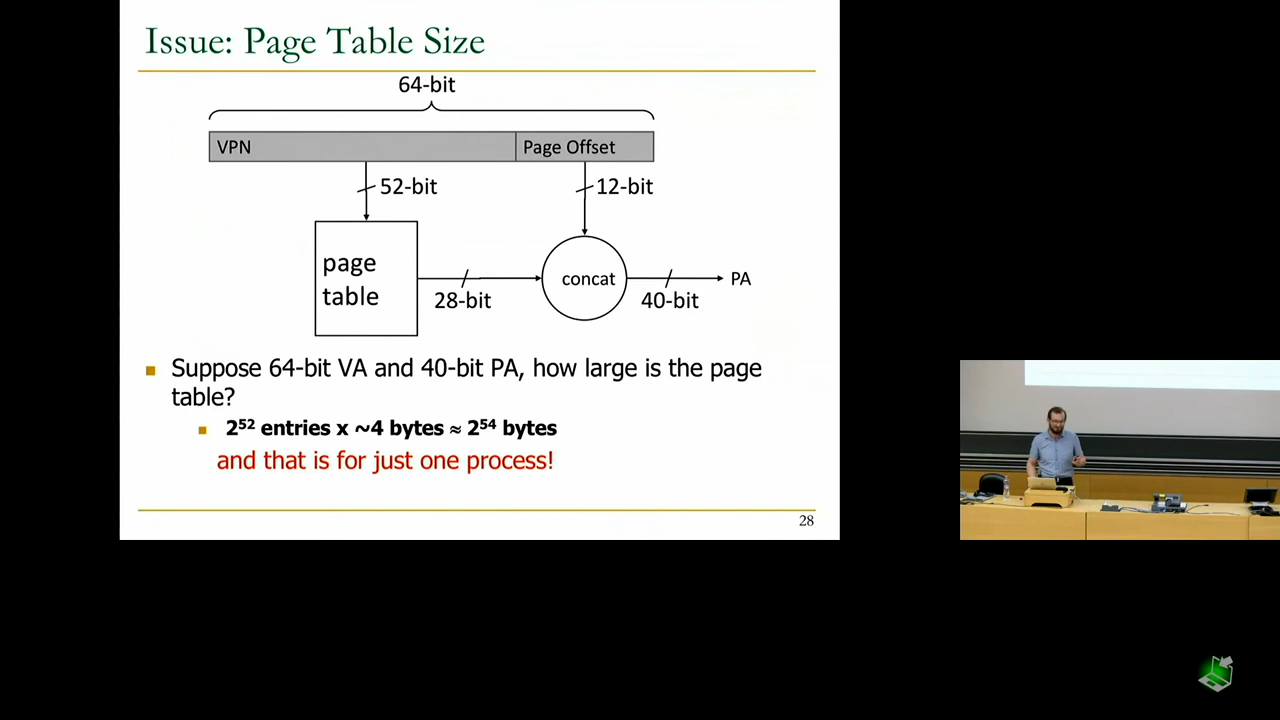 Issue: Page Table Size
64-bit
VPN
Page Offset
52-bit
12-bit
page
table
28-bit
concat
40-bit
PA
Suppose 64-bit VA and 40-bit PA, how large is the page
table?
2⁵² entries x ~4 bytes ≈ 2⁵⁴ bytes
and that is for just one process!
28